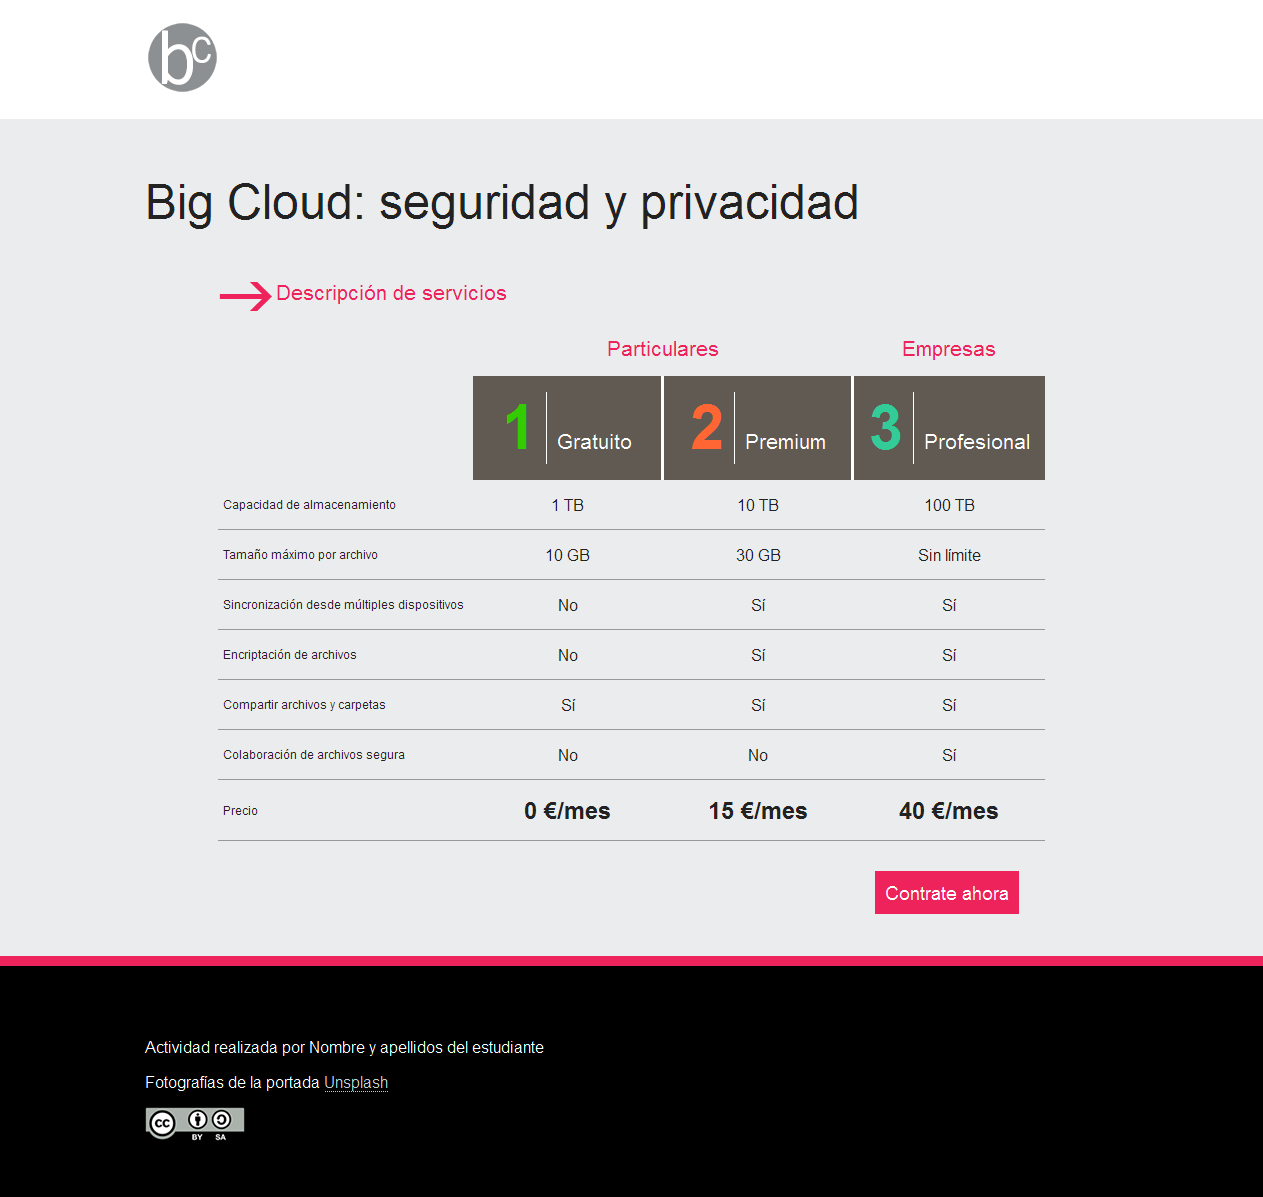 bc
Big Cloud: seguridad y privacidad
Descripción de servicios
Particulares Empresas
1 Gratuito 2 Premium 3 Profesional
Capacidad de almacenamiento 1 TB 10 TB 100 TB
Tamaño máximo por archivo 10 GB 30 GB Sin límite
Sincronización desde múltiples dispositivos No Sí Sí
Encriptación de archivos No Sí Sí
Compartir archivos y carpetas Sí Sí Sí
Colaboración de archivos segura No No Sí
Precio 0 €/mes 15 €/mes 40 €/mes
Contrate ahora
Actividad realizada por Nombre y apellidos del estudiante
Fotografías de la portada Unsplash
cc BY SA